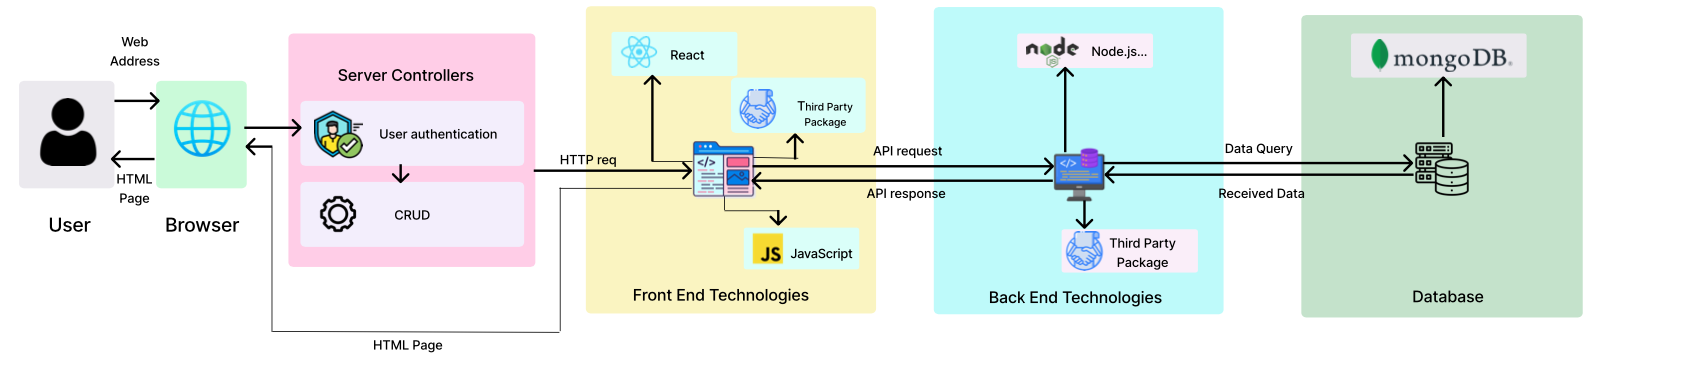 Web
Address
HTML
Page
User
Browser
Server Controllers
User authentication
CRUD
HTTP req
HTML Page
React
Third Party
Package
</>
JS
JavaScript
Front End Technologies
API request
API response
node
JS
Node.js...
</>
Third Party
Package
Back End Technologies
Data Query
Received Data
mongoDB®
Database